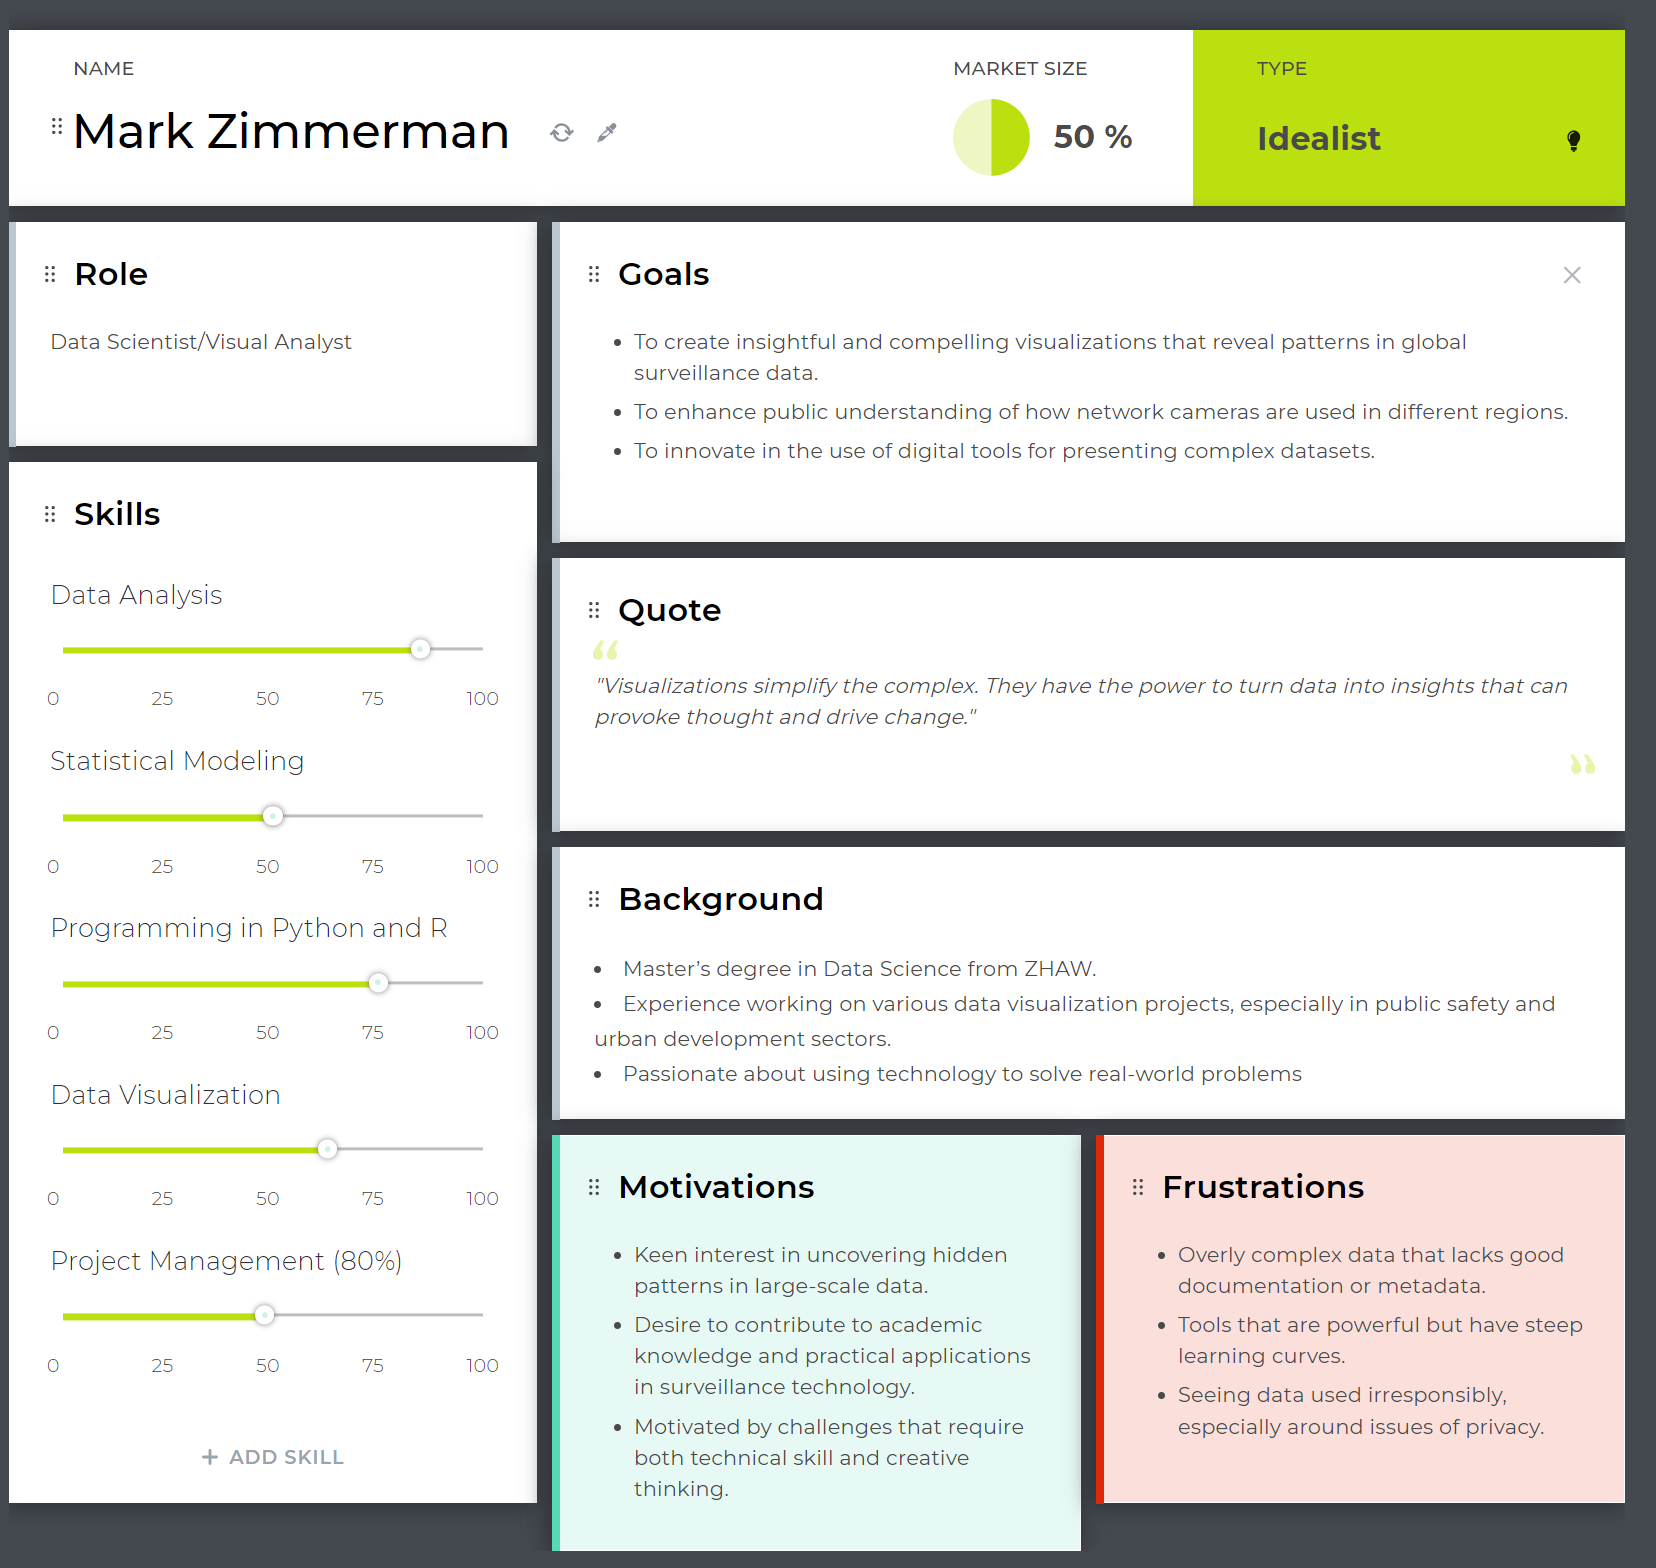 NAME
Mark Zimmerman
MARKET SIZE
50 %
TYPE
Idealist
Role
Data Scientist/Visual Analyst
Skills
Data Analysis
0 25 50 75 100
Statistical Modeling
0 25 50 75 100
Programming in Python and R
0 25 50 75 100
Data Visualization
0 25 50 75 100
Project Management (80%)
0 25 50 75 100
+ ADD SKILL
Goals
• To create insightful and compelling visualizations that reveal patterns in global
surveillance data.
• To enhance public understanding of how network cameras are used in different regions.
• To innovate in the use of digital tools for presenting complex datasets.
Quote
“
"Visualizations simplify the complex. They have the power to turn data into insights that can
provoke thought and drive change."
”
Background
• Master’s degree in Data Science from ZHAW.
• Experience working on various data visualization projects, especially in public safety and
urban development sectors.
• Passionate about using technology to solve real-world problems
Motivations
• Keen interest in uncovering hidden
patterns in large-scale data.
• Desire to contribute to academic
knowledge and practical applications
in surveillance technology.
• Motivated by challenges that require
both technical skill and creative
thinking.
Frustrations
• Overly complex data that lacks good
documentation or metadata.
• Tools that are powerful but have steep
learning curves.
• Seeing data used irresponsibly,
especially around issues of privacy.